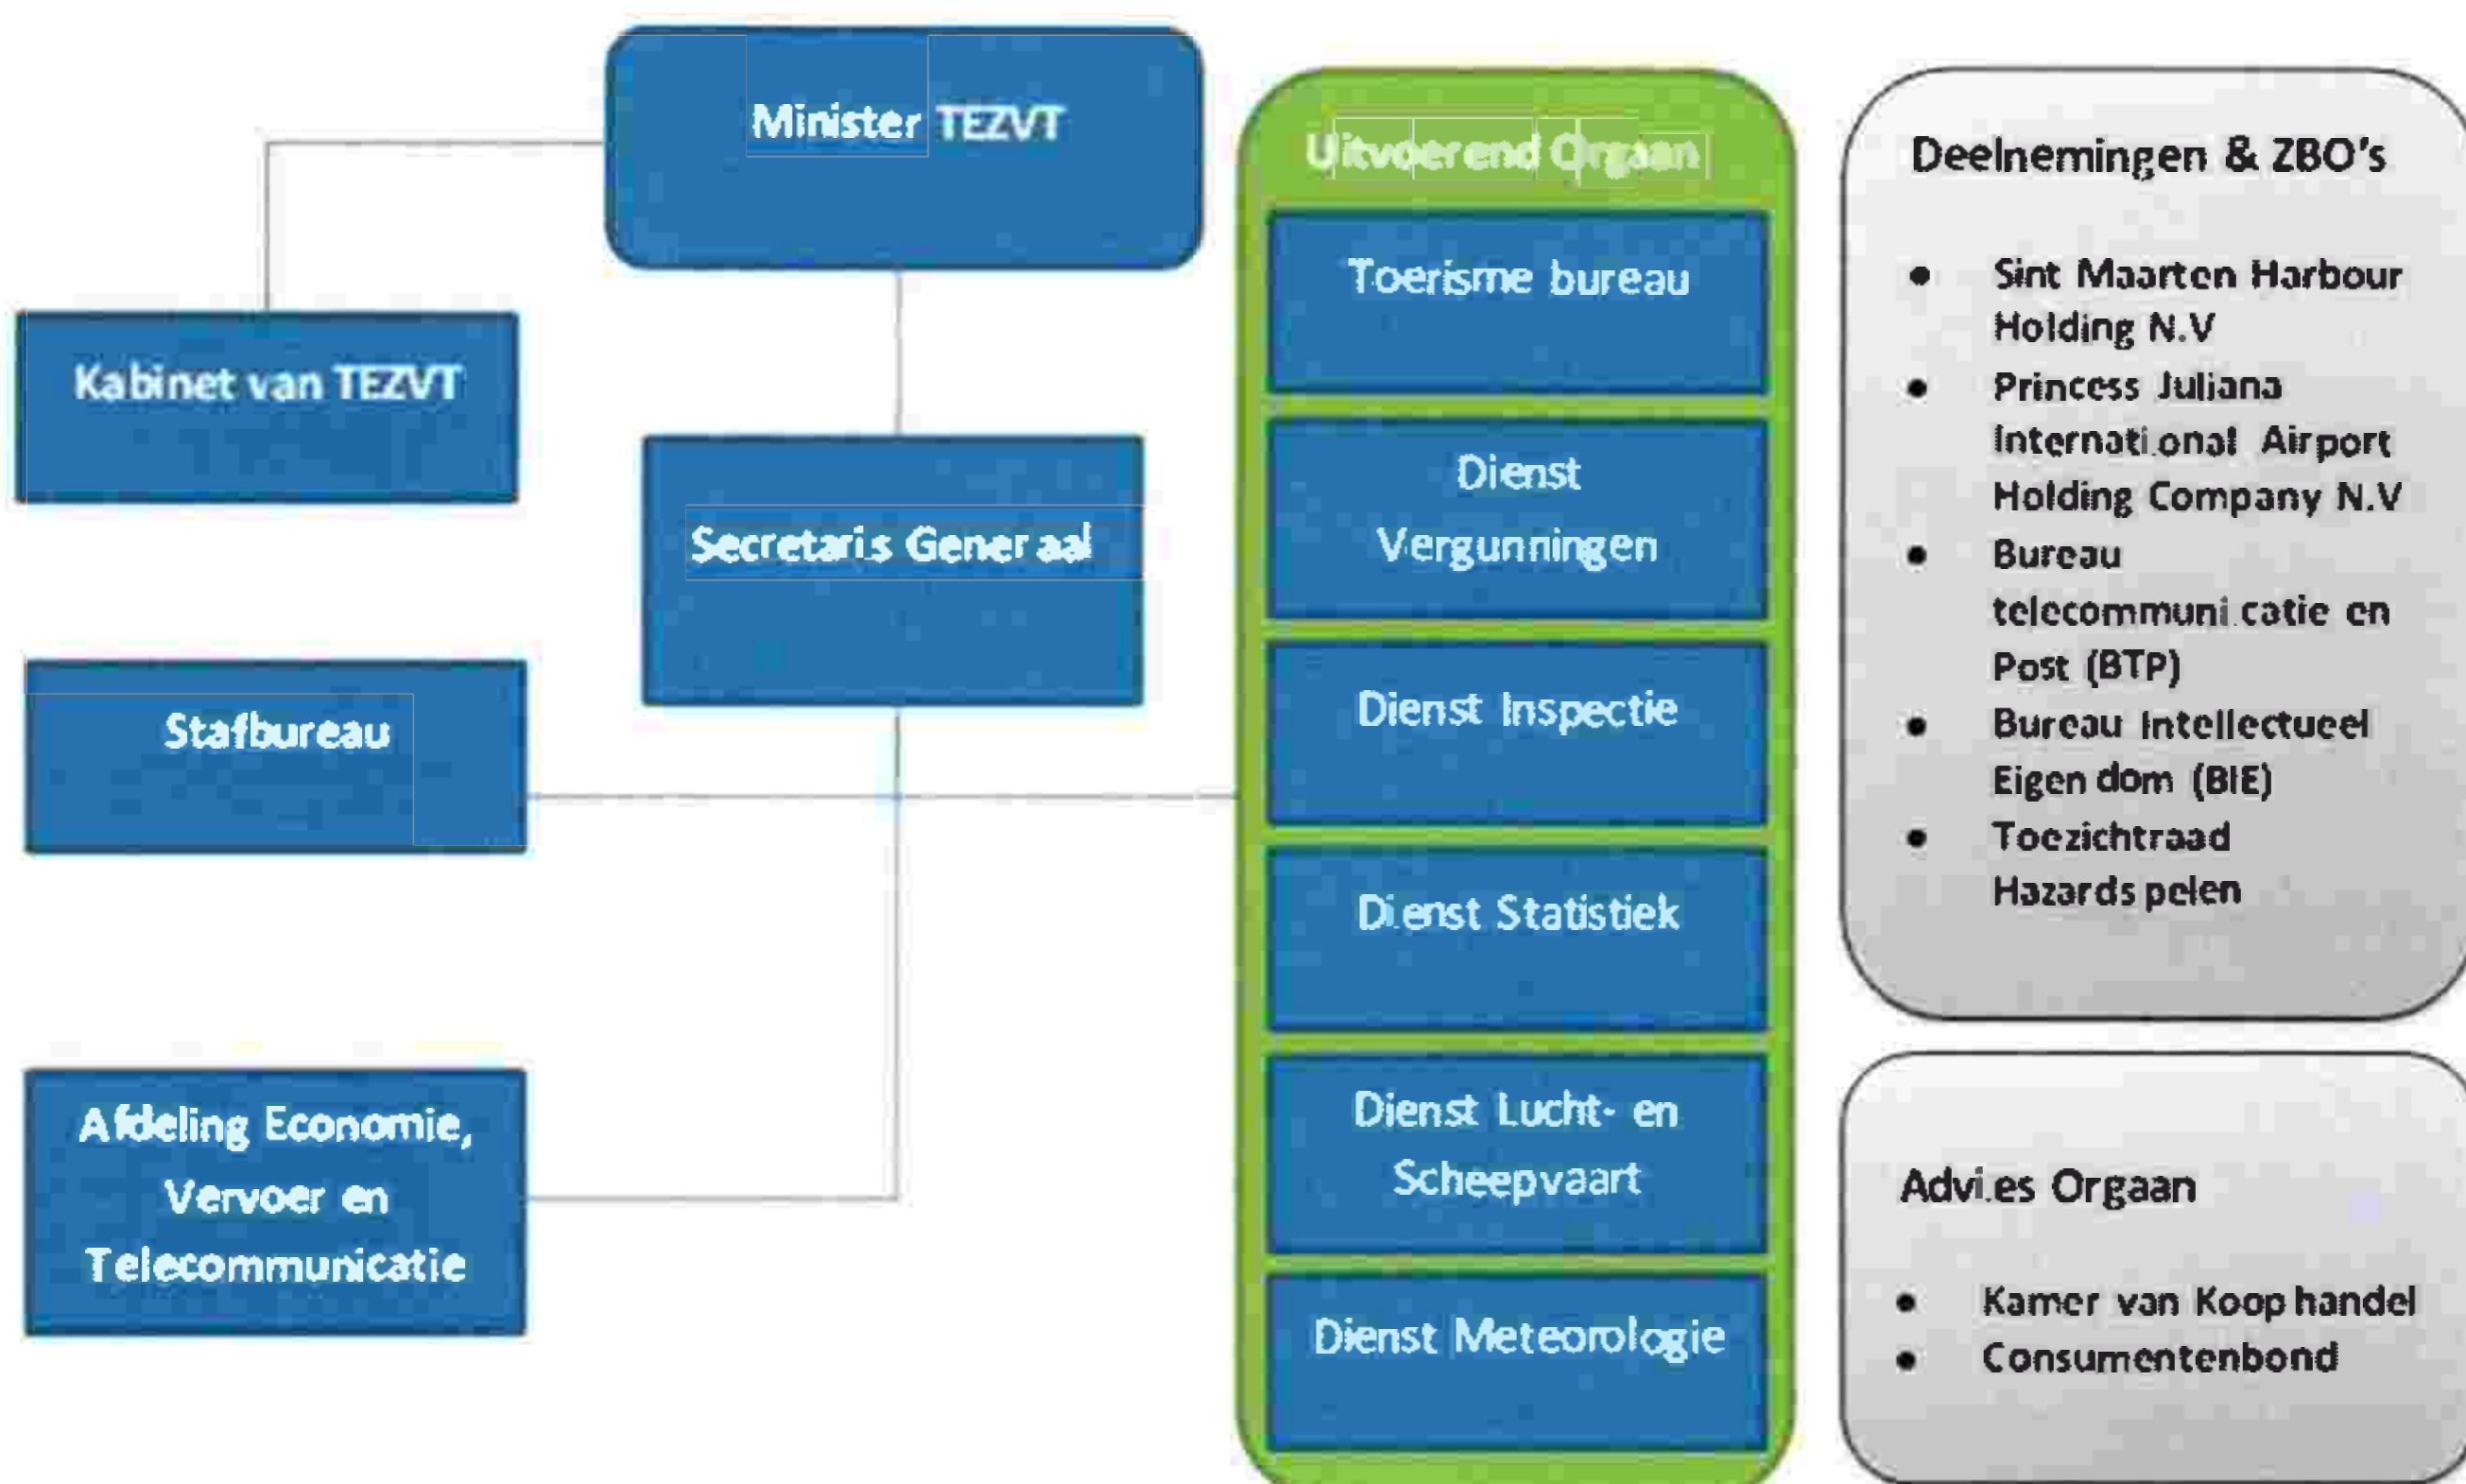 Minister TEZVT
Kabinet van TEZVT
Secretaris Generaal
Stafbureau
Afdeling Economie,
Vervoer en
Telecommunicatie
Uitvoerend Orgaan
Toerisme bureau
Dienst
Vergunningen
Dienst Inspectie
Dienst Statistiek
Dienst Lucht- en
Scheepvaart
Dienst Meteorologie
Deelnemingen & ZBO's
• Sint Maarten Harbour
Holding N.V
• Princess Juliana
International Airport
Holding Company N.V
• Bureau
telecommunicatie en
Post (BTP)
• Bureau Intellectueel
Eigendom (BIE)
• Toezichtraad
Hazardspelen
Advies Orgaan
• Kamer van Koophandel
• Consumentenbond